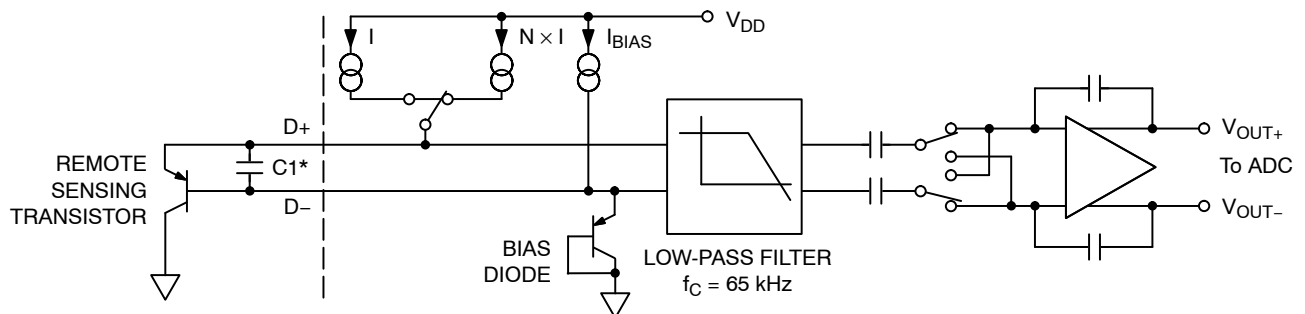 I
N × I
I_BIAS
V_DD
D+
C1*
D−
REMOTE
SENSING
TRANSISTOR
BIAS
DIODE
LOW-PASS FILTER
f_C = 65 kHz
V_OUT+
To ADC
V_OUT−